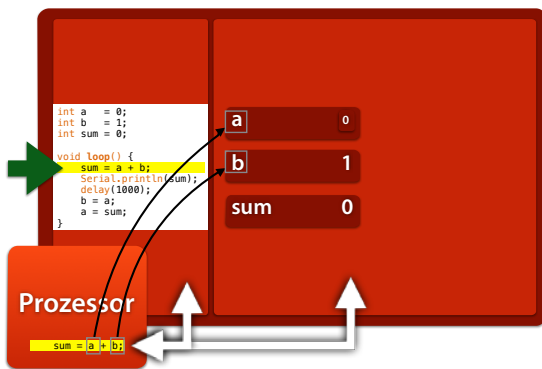 int a   = 0;
int b   = 1;
int sum = 0;
void loop() {
    sum = a + b;
    Serial.println(sum);
    delay(1000);
    b = a;
    a = sum;
}
a 0
b 1
sum 0
Prozessor
sum = a + b;